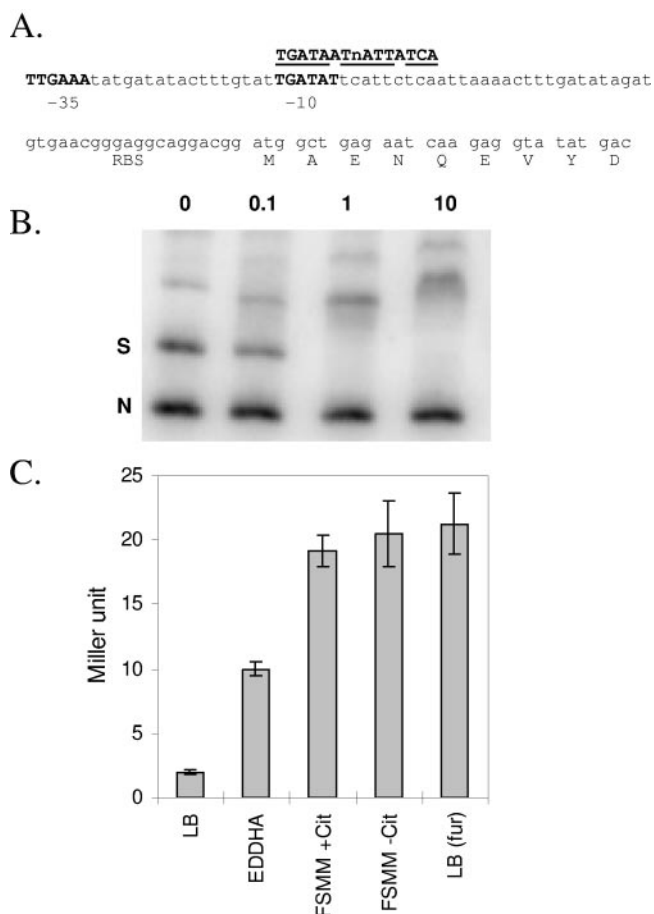 A.
TGATAATnATTATCA
TTGAAAtatgatatactttgtattTGATATtcattctcaattaaaactttgatatagat
-35 -10
gtgaacgggaggcaggacgg atg gct gag aat caa gag gta tat gac
RBS M A E N Q E V Y D
0 0.1 1 10
B.
S
N
C.
25
20
15
10
5
0
Miller unit
LB
EDDHA
FSMM +Cit
FSMM -Cit
LB (fur)